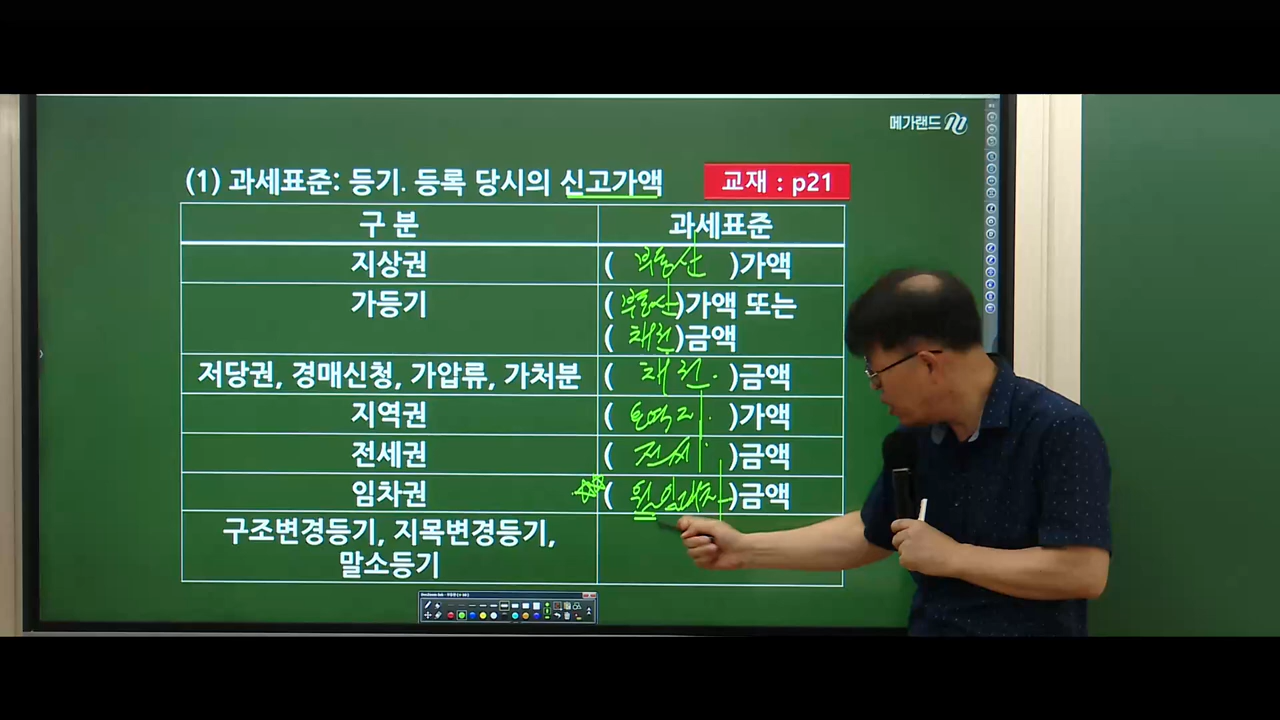 메가랜드
(1) 과세표준: 등기. 등록 당시의 신고가액
교재 : p21
구 분 과세표준
지상권 ( 부동산 )가액
가등기 ( 부동산 )가액 또는
( 채권 )금액
저당권, 경매신청, 가압류, 가처분 ( 채권 )금액
지역권 ( 요역지 )가액
전세권 ( 전세 )금액
임차권 ( 월임대차 )금액
구조변경등기, 지목변경등기,
말소등기